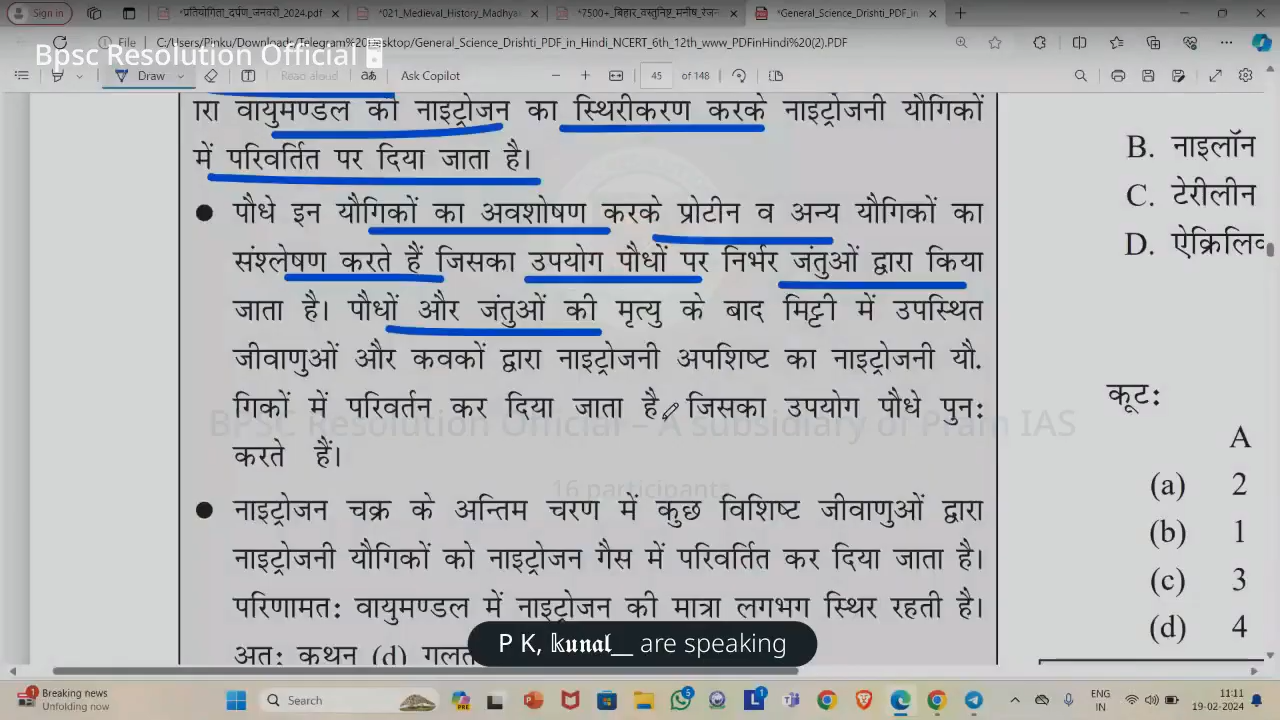 Sign in
*प्रतियोगिता_दर्पण_जनवरी_2024.pdf
*021_Medieval_History_Madhya
*7500+_बिहार_वस्तुनिष्ट_मनीष_रंजन
*General_Science_Drishti_PDF_in
Bpsc Resolution Official
File
C:/Users/Pinku/Downloads/Telegram%20Desktop/General_Science_Drishti_PDF_in_Hindi_NCERT_6th_12th_www_PDFinHindi%20(2).PDF
Draw
Read aloud
Ask Copilot
45 of 148
रा वायुमण्डल की नाइट्रोजन का स्थिरीकरण करके नाइट्रोजनी यौगिकों
में परिवर्तित पर दिया जाता है।
● पौधे इन यौगिकों का अवशोषण करके प्रोटीन व अन्य यौगिकों का
संश्लेषण करते हैं जिसका उपयोग पौधों पर निर्भर जंतुओं द्वारा किया
जाता है। पौधों और जंतुओं की मृत्यु के बाद मिट्टी में उपस्थित
जीवाणुओं और कवकों द्वारा नाइट्रोजनी अपशिष्ट का नाइट्रोजनी यौ.
गिकों में परिवर्तन कर दिया जाता है, जिसका उपयोग पौधे पुन:
करते हैं।
● नाइट्रोजन चक्र के अन्तिम चरण में कुछ विशिष्ट जीवाणुओं द्वारा
नाइट्रोजनी यौगिकों को नाइट्रोजन गैस में परिवर्तित कर दिया जाता है।
परिणामत: वायुमण्डल में नाइट्रोजन की मात्रा लगभग स्थिर रहती है।
अत: कथन (d) गलत
BPSC Resolution Official – A subsidiary of Pram IAS
16 participants
B. नाइलॉन
C. टेरीलीन
D. ऐक्रिलिक
कूट:
A
(a) 2
(b) 1
(c) 3
(d) 4
P K, kunal__ are speaking
Breaking news
Unfolding now
Search
ENG
IN
11:11
19-02-2024